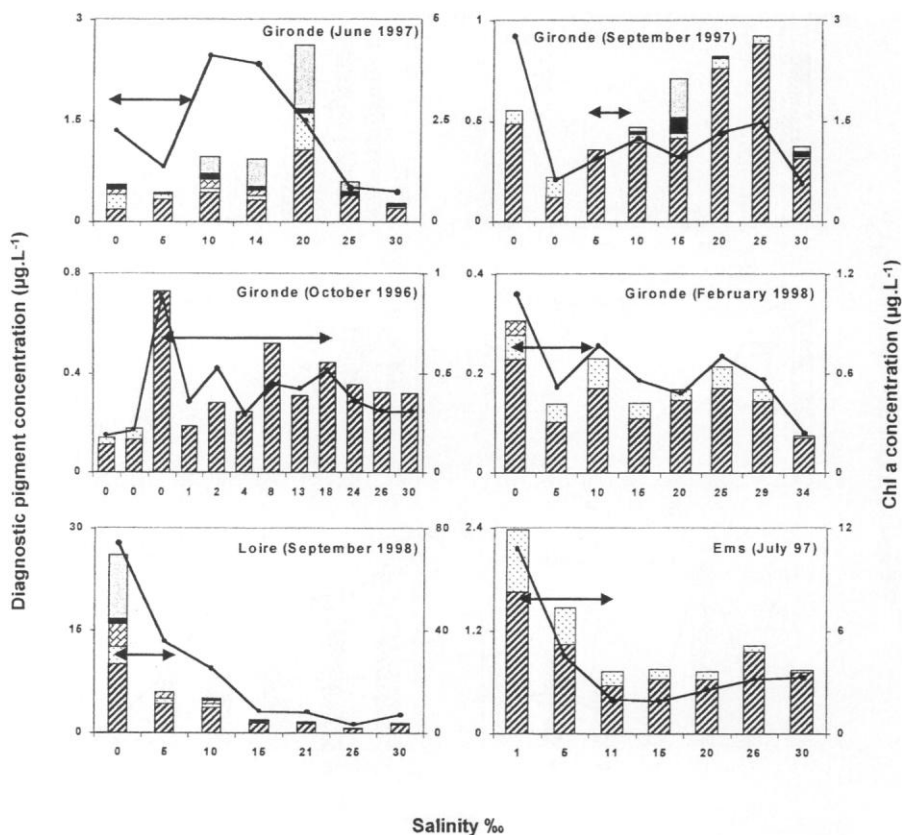 Diagnostic pigment concentration (µg.L-1)
Gironde (June 1997)
3
1.5
0
5
2.5
0
0 5 10 14 20 25 30
Gironde (September 1997)
1
0.5
0
3
1.5
0
0 0 5 10 15 20 25 30
Gironde (October 1996)
0.8
0.4
0
1
0.5
0
0 0 0 1 2 4 8 13 18 24 26 30
Gironde (February 1998)
0.4
0.2
0
1.2
0.6
0
0 5 10 15 20 25 29 34
Loire (September 1998)
30
15
0
80
40
0
0 5 10 15 21 26 30
Ems (July 97)
2.4
1.2
0
12
6
0
1 5 11 15 20 26 30
Chl a concentration (µg.L-1)
Salinity ‰